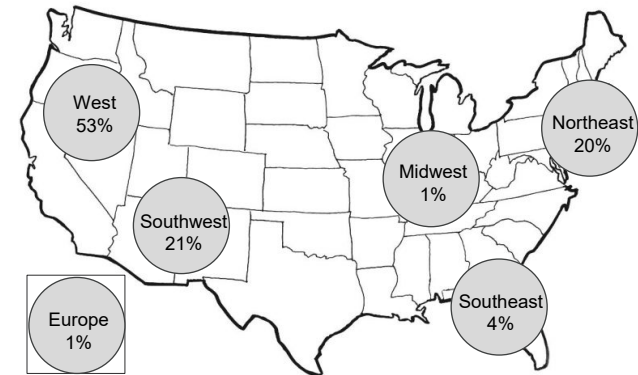 West
53%
Northeast
20%
Midwest
1%
Southwest
21%
Southeast
4%
Europe
1%